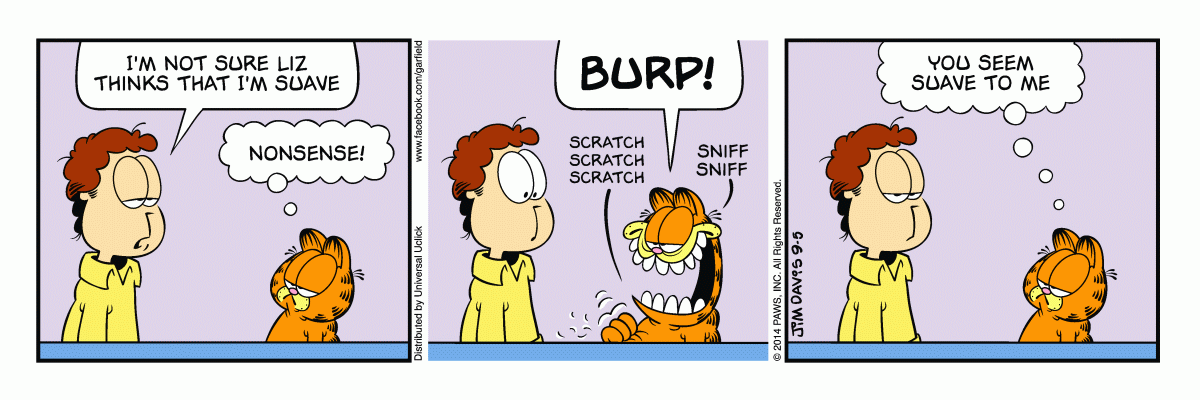 I'M NOT SURE LIZ
THINKS THAT I'M SUAVE
NONSENSE!
www.facebook.com/garfield
Distributed by Universal Uclick
BURP!
SCRATCH
SCRATCH
SCRATCH
SNIFF
SNIFF
© 2014 PAWS, INC. All Rights Reserved.
JIM DAVIS 9-5
YOU SEEM
SUAVE TO ME